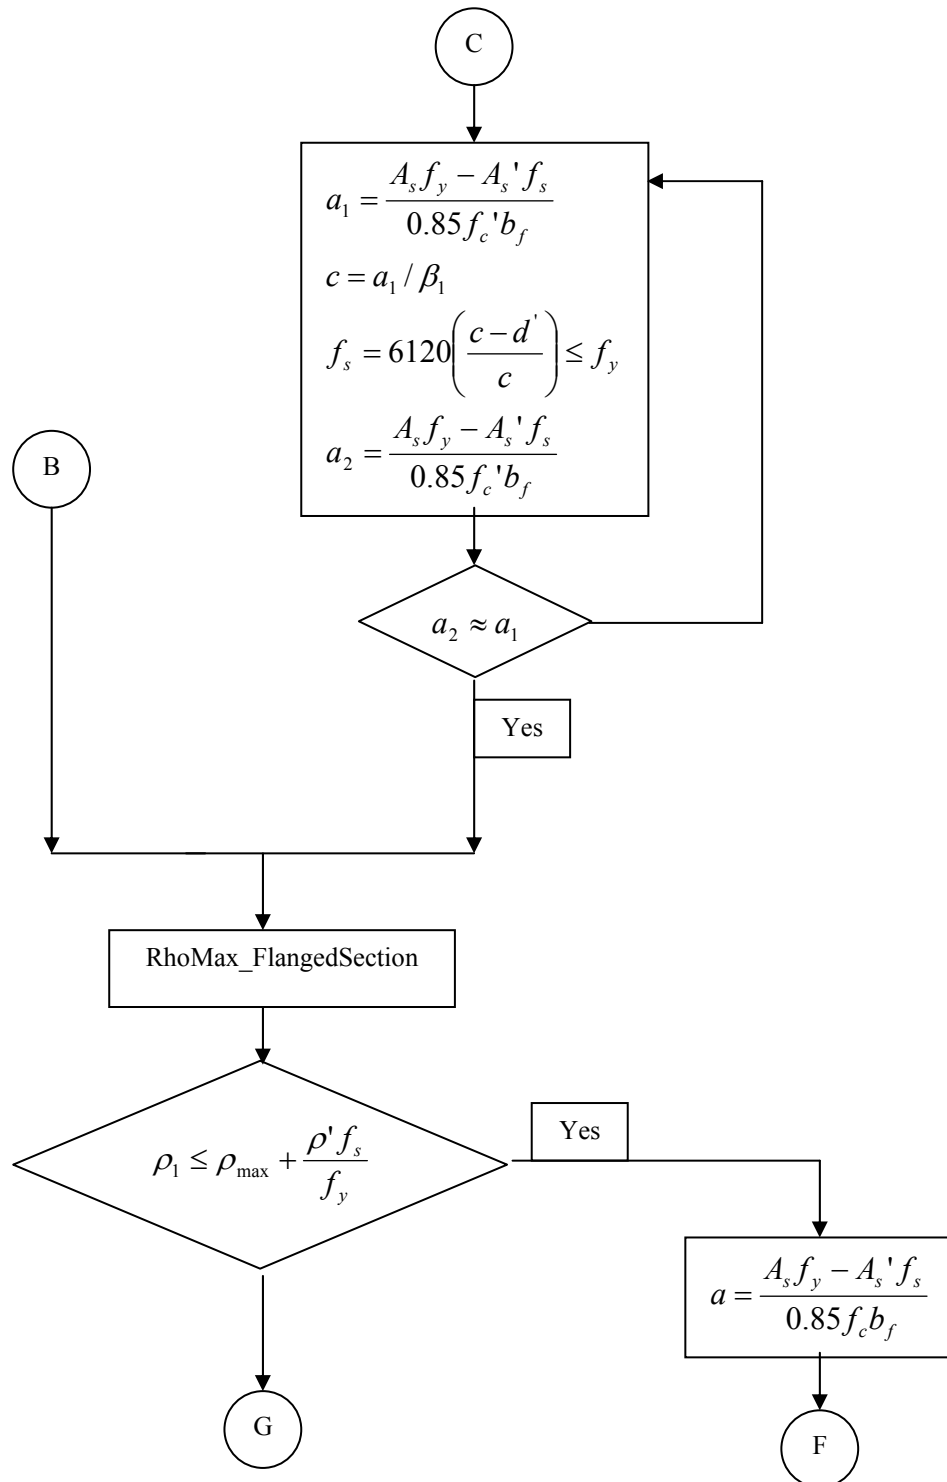 C
a₁ = (A_s f_y − A_s' f_s) / (0.85 f_c' b_f)
c = a₁ / β₁
f_s = 6120((c − d') / c) ≤ f_y
a₂ = (A_s f_y − A_s' f_s) / (0.85 f_c' b_f)
B
a₂ ≈ a₁
Yes
RhoMax_FlangedSection
ρ₁ ≤ ρ_max + (ρ' f_s) / f_y
Yes
a = (A_s f_y − A_s' f_s) / (0.85 f_c b_f)
G
F